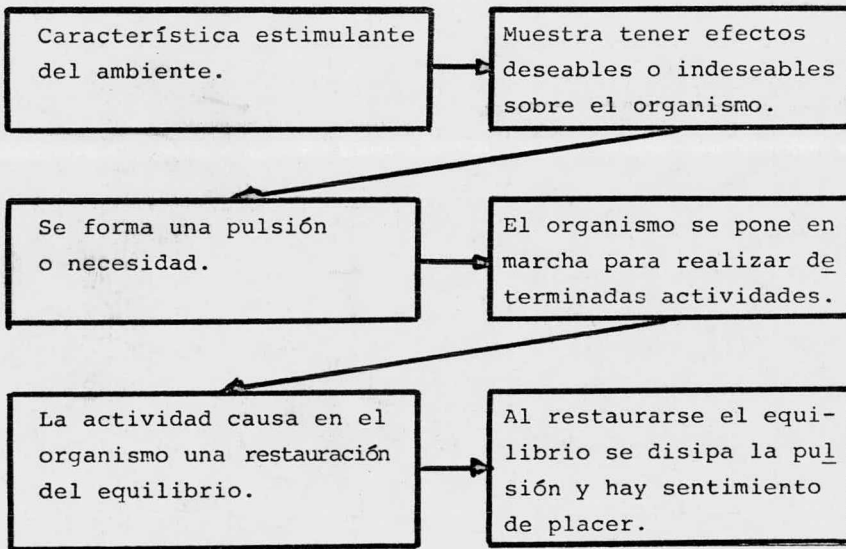 Característica estimulante
del ambiente.
Muestra tener efectos
deseables o indeseables
sobre el organismo.
Se forma una pulsión
o necesidad.
El organismo se pone en
marcha para realizar de
terminadas actividades.
La actividad causa en el
organismo una restauración
del equilibrio.
Al restaurarse el equi-
librio se disipa la pul
sión y hay sentimiento
de placer.